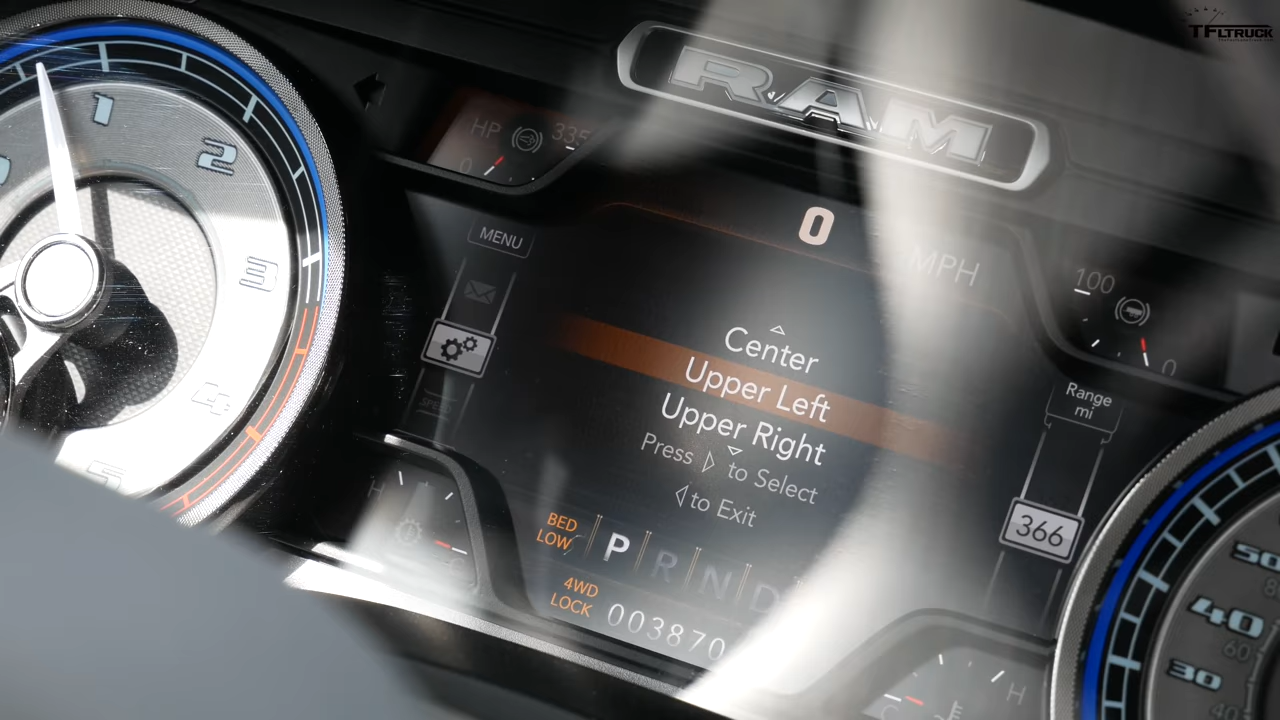 TFLTRUCK
RAM
1
2
3
4
5
HP
335
0
MENU
0
MPH
100
0
Center
Upper Left
Upper Right
Press to Select
to Exit
Range
mi
366
BED
LOW
P R N D
4WD
LOCK
003870
H
C
H
C
50
40
30
60
40